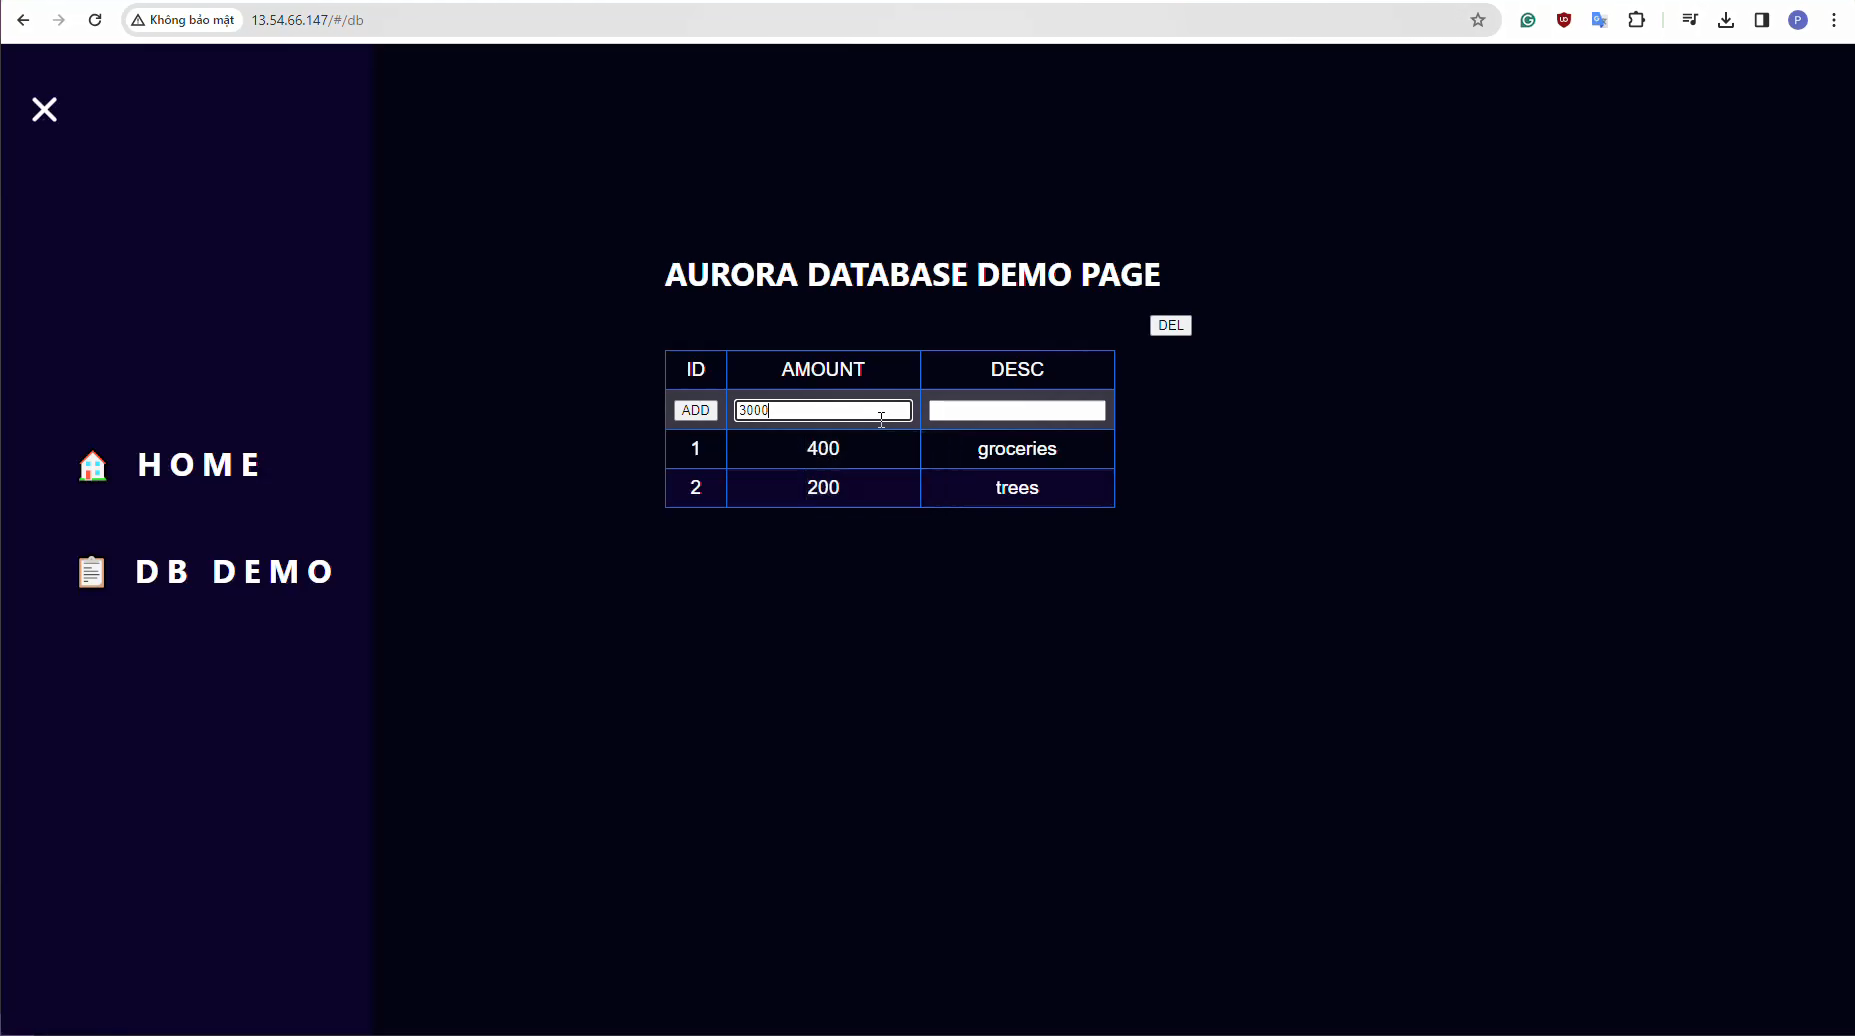 Không bảo mật 13.54.66.147/#/db
P
AURORA DATABASE DEMO PAGE
DEL
ID AMOUNT DESC
ADD 3000
1 400 groceries
2 200 trees
HOME
DB DEMO